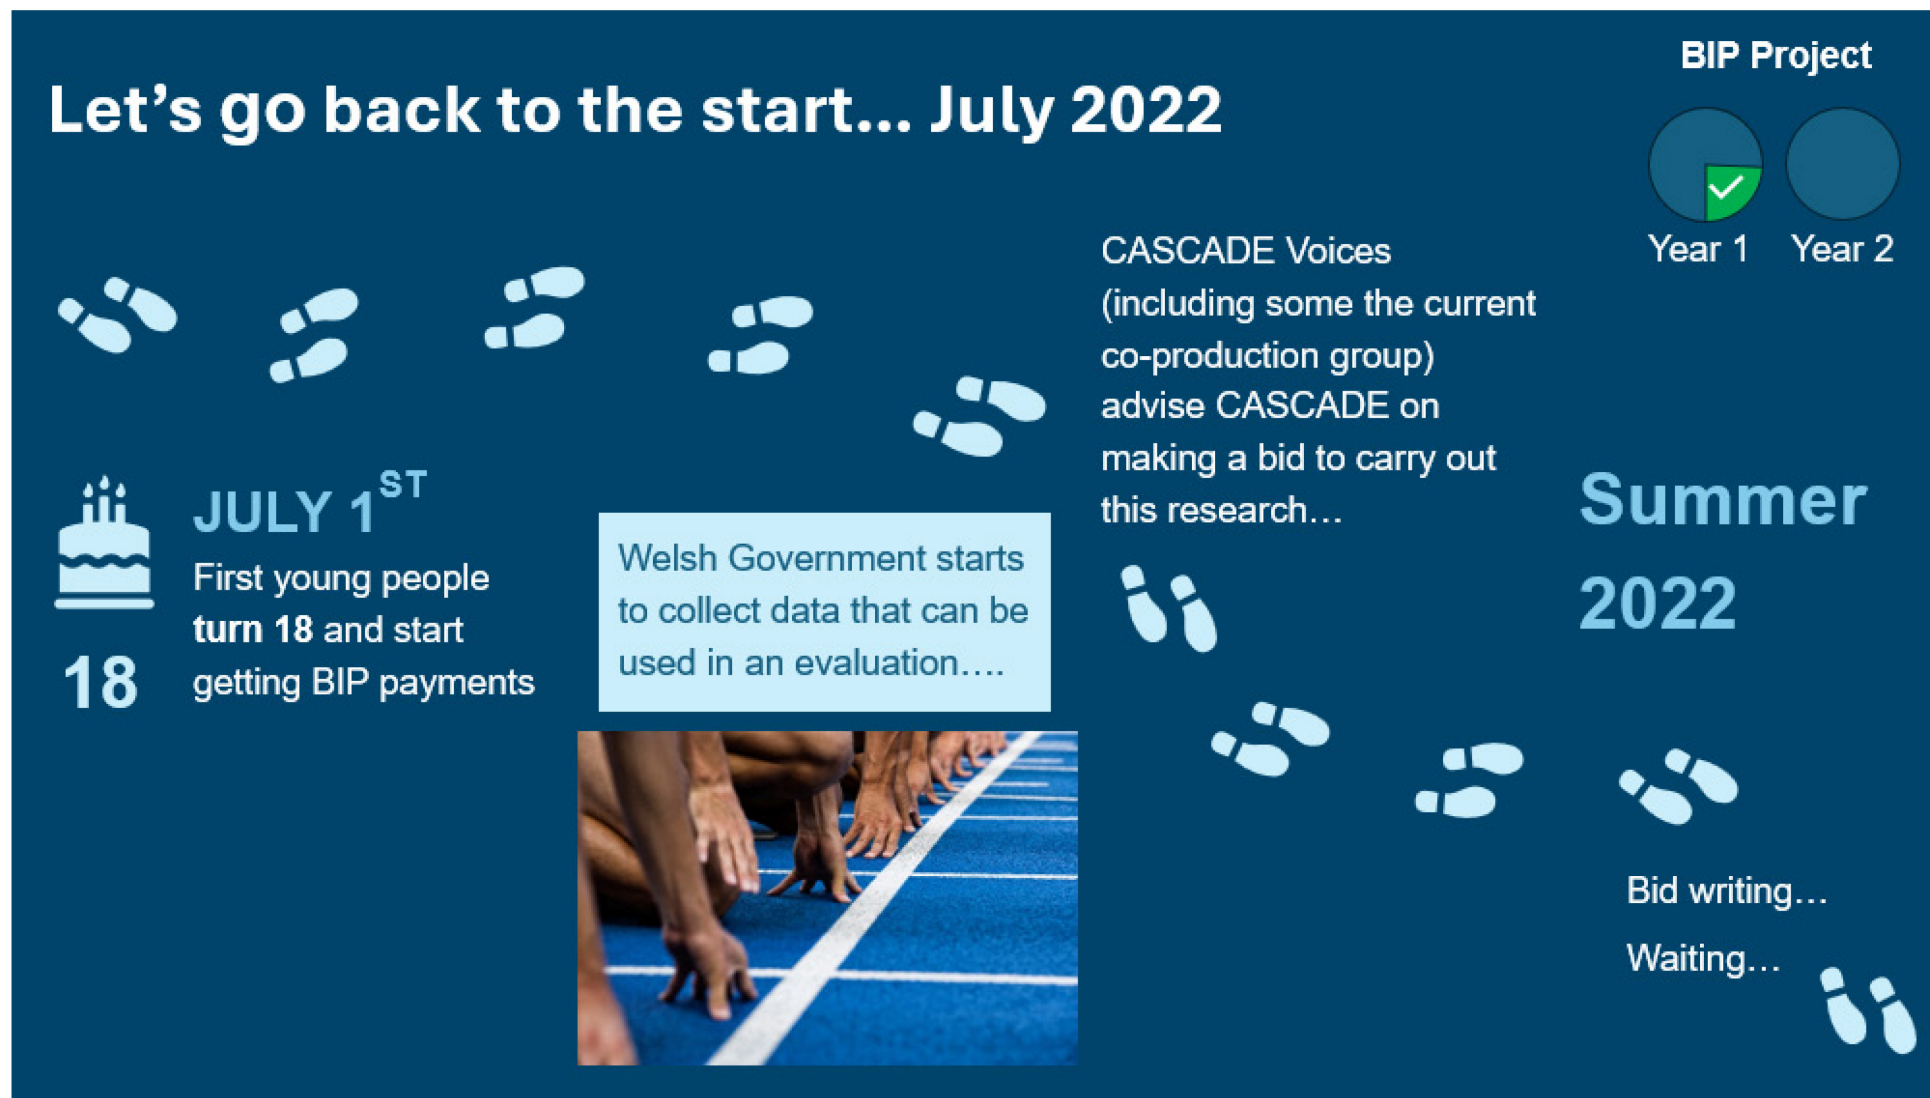 Let's go back to the start... July 2022
BIP Project
Year 1
Year 2
JULY 1ST
First young people
turn 18 and start
getting BIP payments
18
Welsh Government starts
to collect data that can be
used in an evaluation....
CASCADE Voices
(including some the current
co-production group)
advise CASCADE on
making a bid to carry out
this research...
Summer
2022
Bid writing...
Waiting...